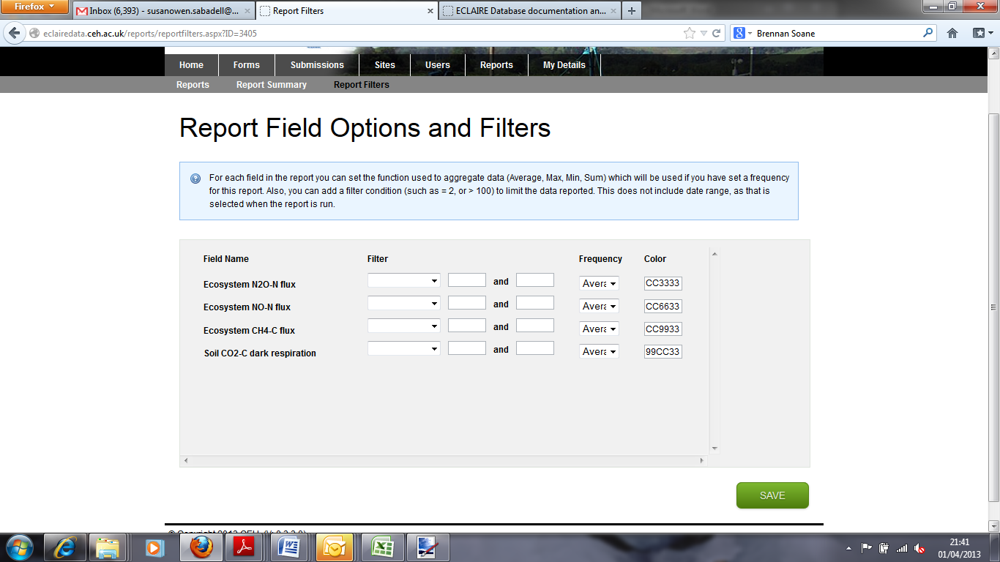 Firefox
Inbox (6,393) - susanowen.sabadell@...
Report Filters
ECLAIRE Database documentation an...
eclairedata.ceh.ac.uk/reports/reportfilters.aspx?ID=3405
Brennan Soane
Home Forms Submissions Sites Users Reports My Details
Reports Report Summary Report Filters
Report Field Options and Filters
For each field in the report you can set the function used to aggregate data (Average, Max, Min, Sum) which will be used if you have set a frequency
for this report. Also, you can add a filter condition (such as = 2, or > 100) to limit the data reported. This does not include date range, as that is
selected when the report is run.
Field Name Filter Frequency Color
Ecosystem N2O-N flux and Avera CC3333
Ecosystem NO-N flux and Avera CC6633
Ecosystem CH4-C flux and Avera CC9933
Soil CO2-C dark respiration and Avera 99CC33
SAVE
21:41
01/04/2013